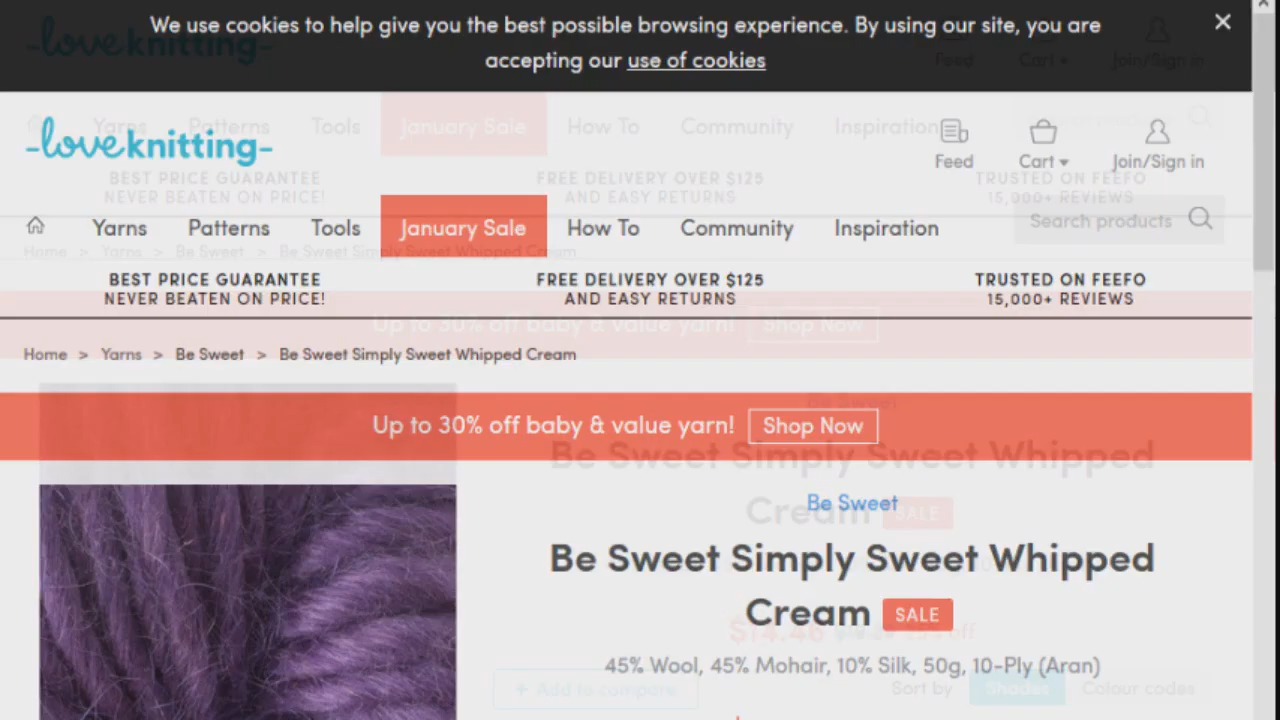 We use cookies to help give you the best possible browsing experience. By using our site, you are
accepting our use of cookies
loveknitting
Feed
Cart
Join/Sign in
Yarns
Patterns
Tools
January Sale
How To
Community
Inspiration
Search products
BEST PRICE GUARANTEE
NEVER BEATEN ON PRICE!
FREE DELIVERY OVER $125
AND EASY RETURNS
TRUSTED ON FEEFO
15,000+ REVIEWS
Home > Yarns > Be Sweet > Be Sweet Simply Sweet Whipped Cream
Up to 30% off baby & value yarn!
Shop Now
Be Sweet
Be Sweet Simply Sweet Whipped
Cream SALE
45% Wool, 45% Mohair, 10% Silk, 50g, 10-Ply (Aran)
+ Add to compare
Sort by
Shades
Colour codes